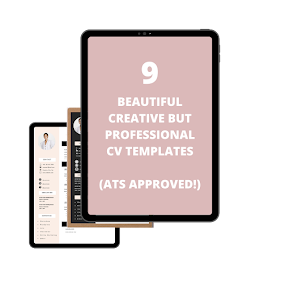 9
BEAUTIFUL
CREATIVE BUT
PROFESSIONAL
CV TEMPLATES
(ATS APPROVED!)